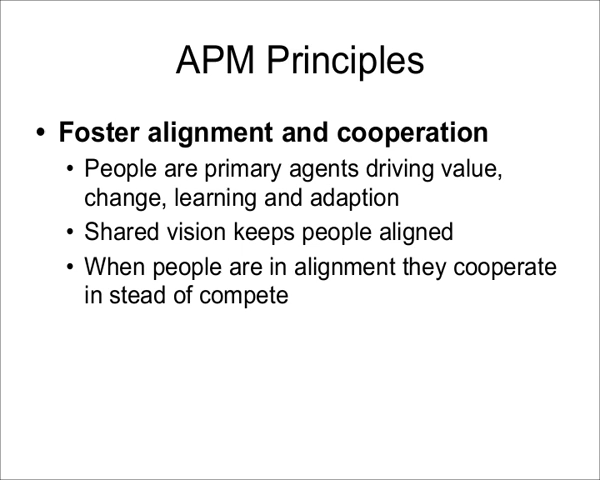 APM Principles
• Foster alignment and cooperation
• People are primary agents driving value,
change, learning and adaption
• Shared vision keeps people aligned
• When people are in alignment they cooperate
in stead of compete